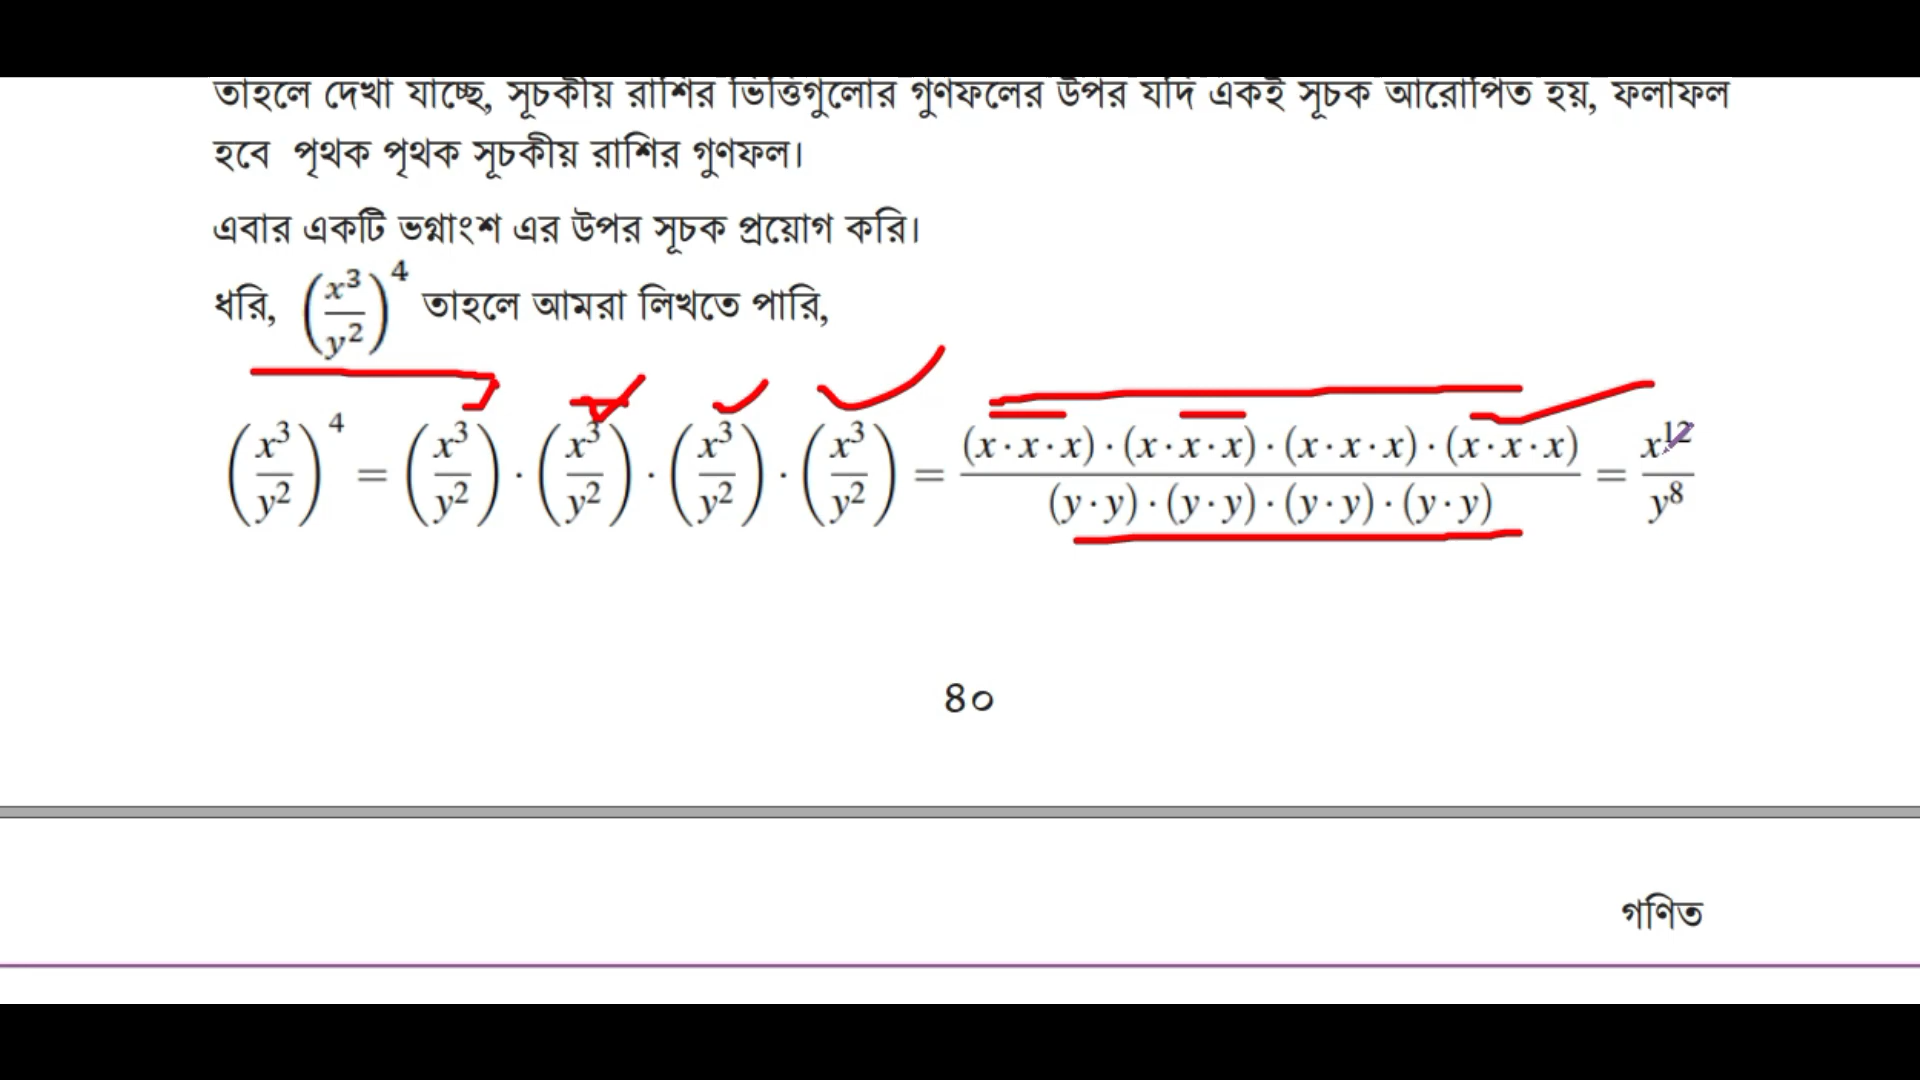 তাহলে দেখা যাচ্ছে, সূচকীয় রাশির ভিত্তিগুলোর গুণফলের উপর যদি একই সূচক আরোপিত হয়, ফলাফল
হবে পৃথক পৃথক সূচকীয় রাশির গুণফল।
এবার একটি ভগ্নাংশ এর উপর সূচক প্রয়োগ করি।
ধরি, (x³/y²)⁴ তাহলে আমরা লিখতে পারি,
(x³/y²)⁴ = (x³/y²) · (x³/y²) · (x³/y²) · (x³/y²) = (x·x·x)·(x·x·x)·(x·x·x)·(x·x·x) / (y·y)·(y·y)·(y·y)·(y·y) = x¹²/y⁸
৪০
গণিত